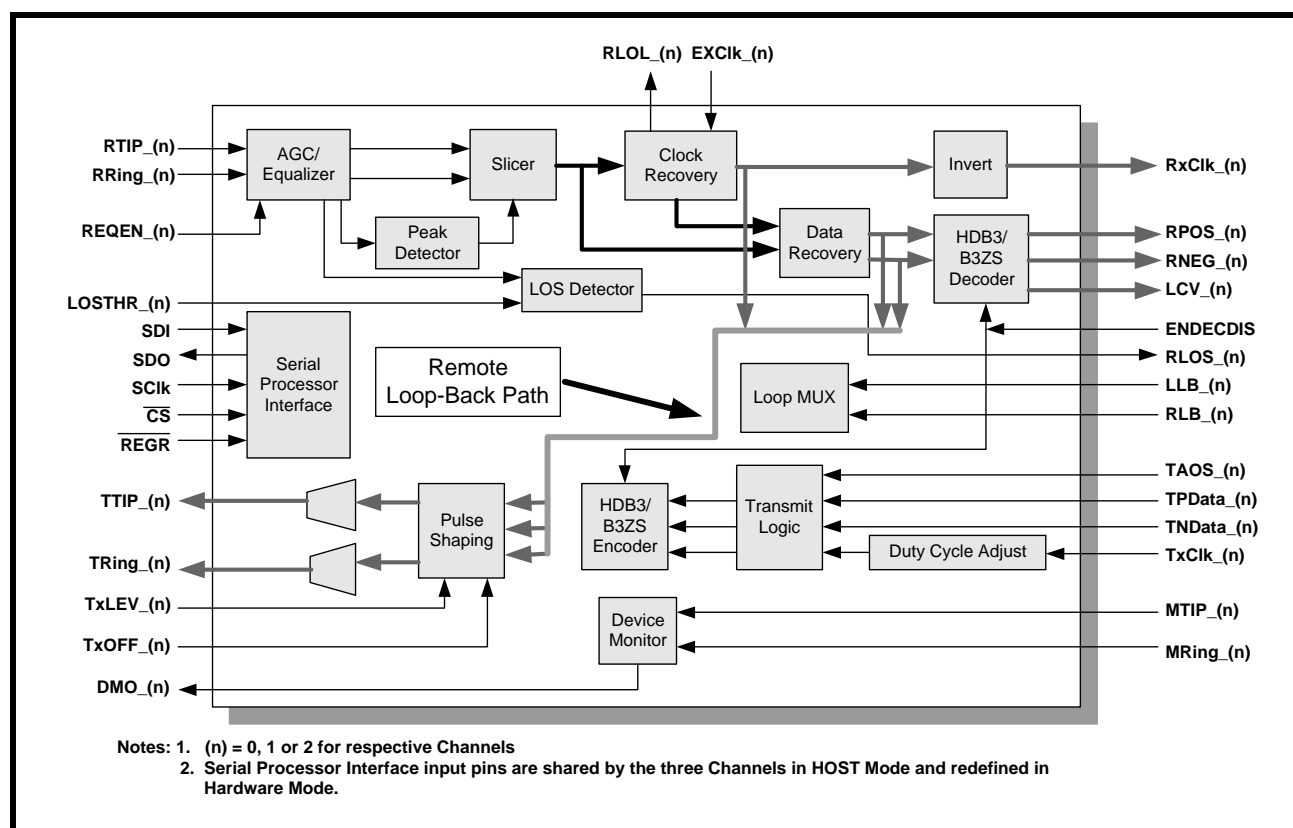 RLOL_(n) EXClk_(n)
RTIP_(n)
RRing_(n)
REQEN_(n)
LOSTHR_(n)
SDI
SDO
SClk
CS
REGR
TTIP_(n)
TRing_(n)
TxLEV_(n)
TxOFF_(n)
DMO_(n)
AGC/
Equalizer
Slicer
Clock
Recovery
Invert
Peak
Detector
Data
Recovery
HDB3/
B3ZS
Decoder
LOS Detector
Serial
Processor
Interface
Remote
Loop-Back Path
Loop MUX
Pulse
Shaping
HDB3/
B3ZS
Encoder
Transmit
Logic
Duty Cycle Adjust
Device
Monitor
RxClk_(n)
RPOS_(n)
RNEG_(n)
LCV_(n)
ENDECDIS
RLOS_(n)
LLB_(n)
RLB_(n)
TAOS_(n)
TPData_(n)
TNData_(n)
TxClk_(n)
MTIP_(n)
MRing_(n)
Notes: 1. (n) = 0, 1 or 2 for respective Channels
2. Serial Processor Interface input pins are shared by the three Channels in HOST Mode and redefined in
Hardware Mode.